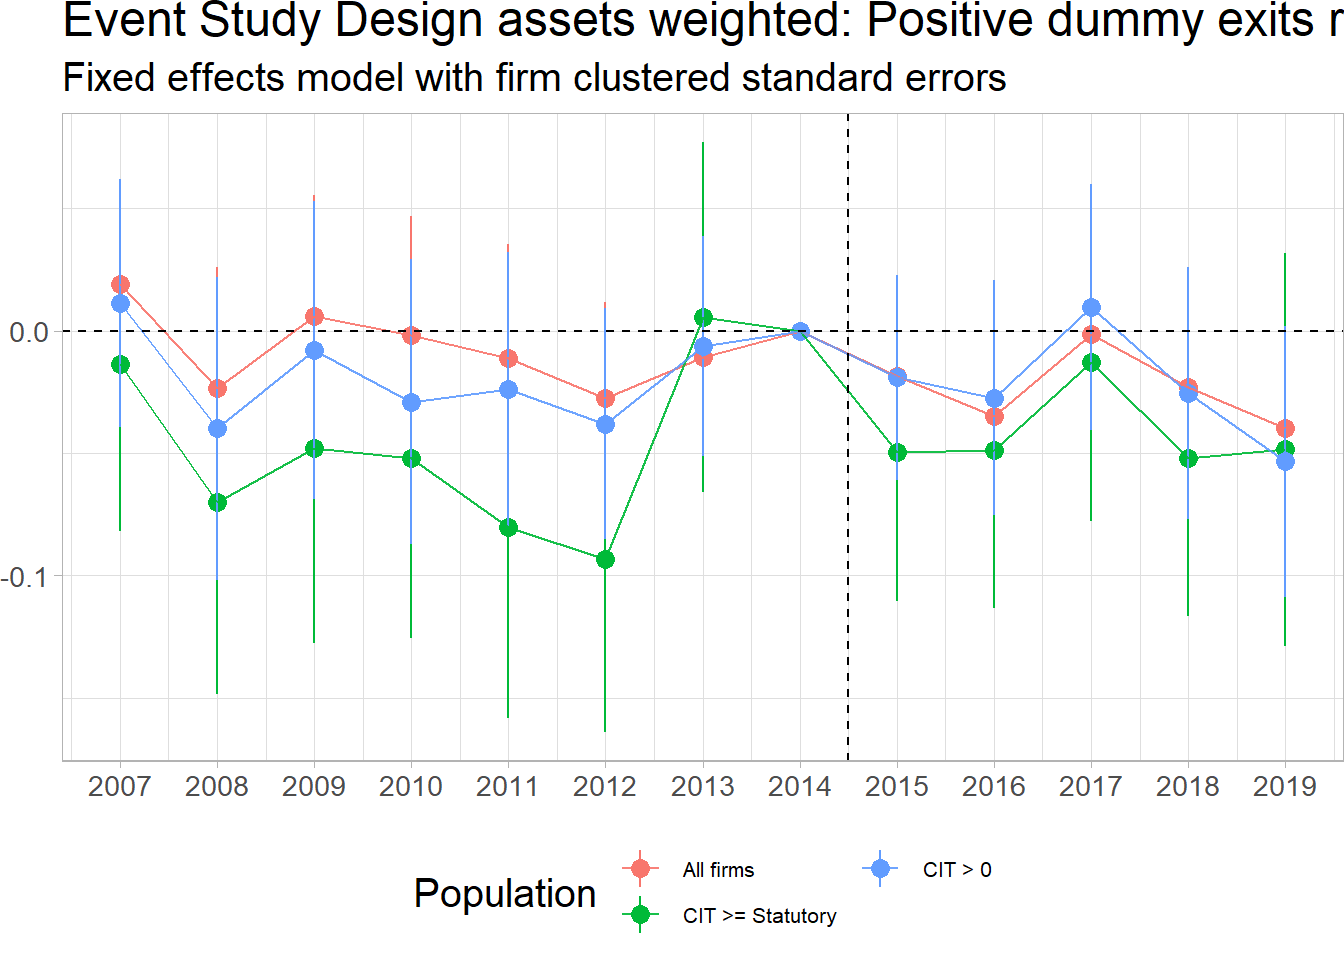 Event Study Design assets weighted: Positive dummy exits
Fixed effects model with firm clustered standard errors
0.0
-0.1
2007 2008 2009 2010 2011 2012 2013 2014 2015 2016 2017 2018 2019
Population
All firms
CIT > 0
CIT >= Statutory